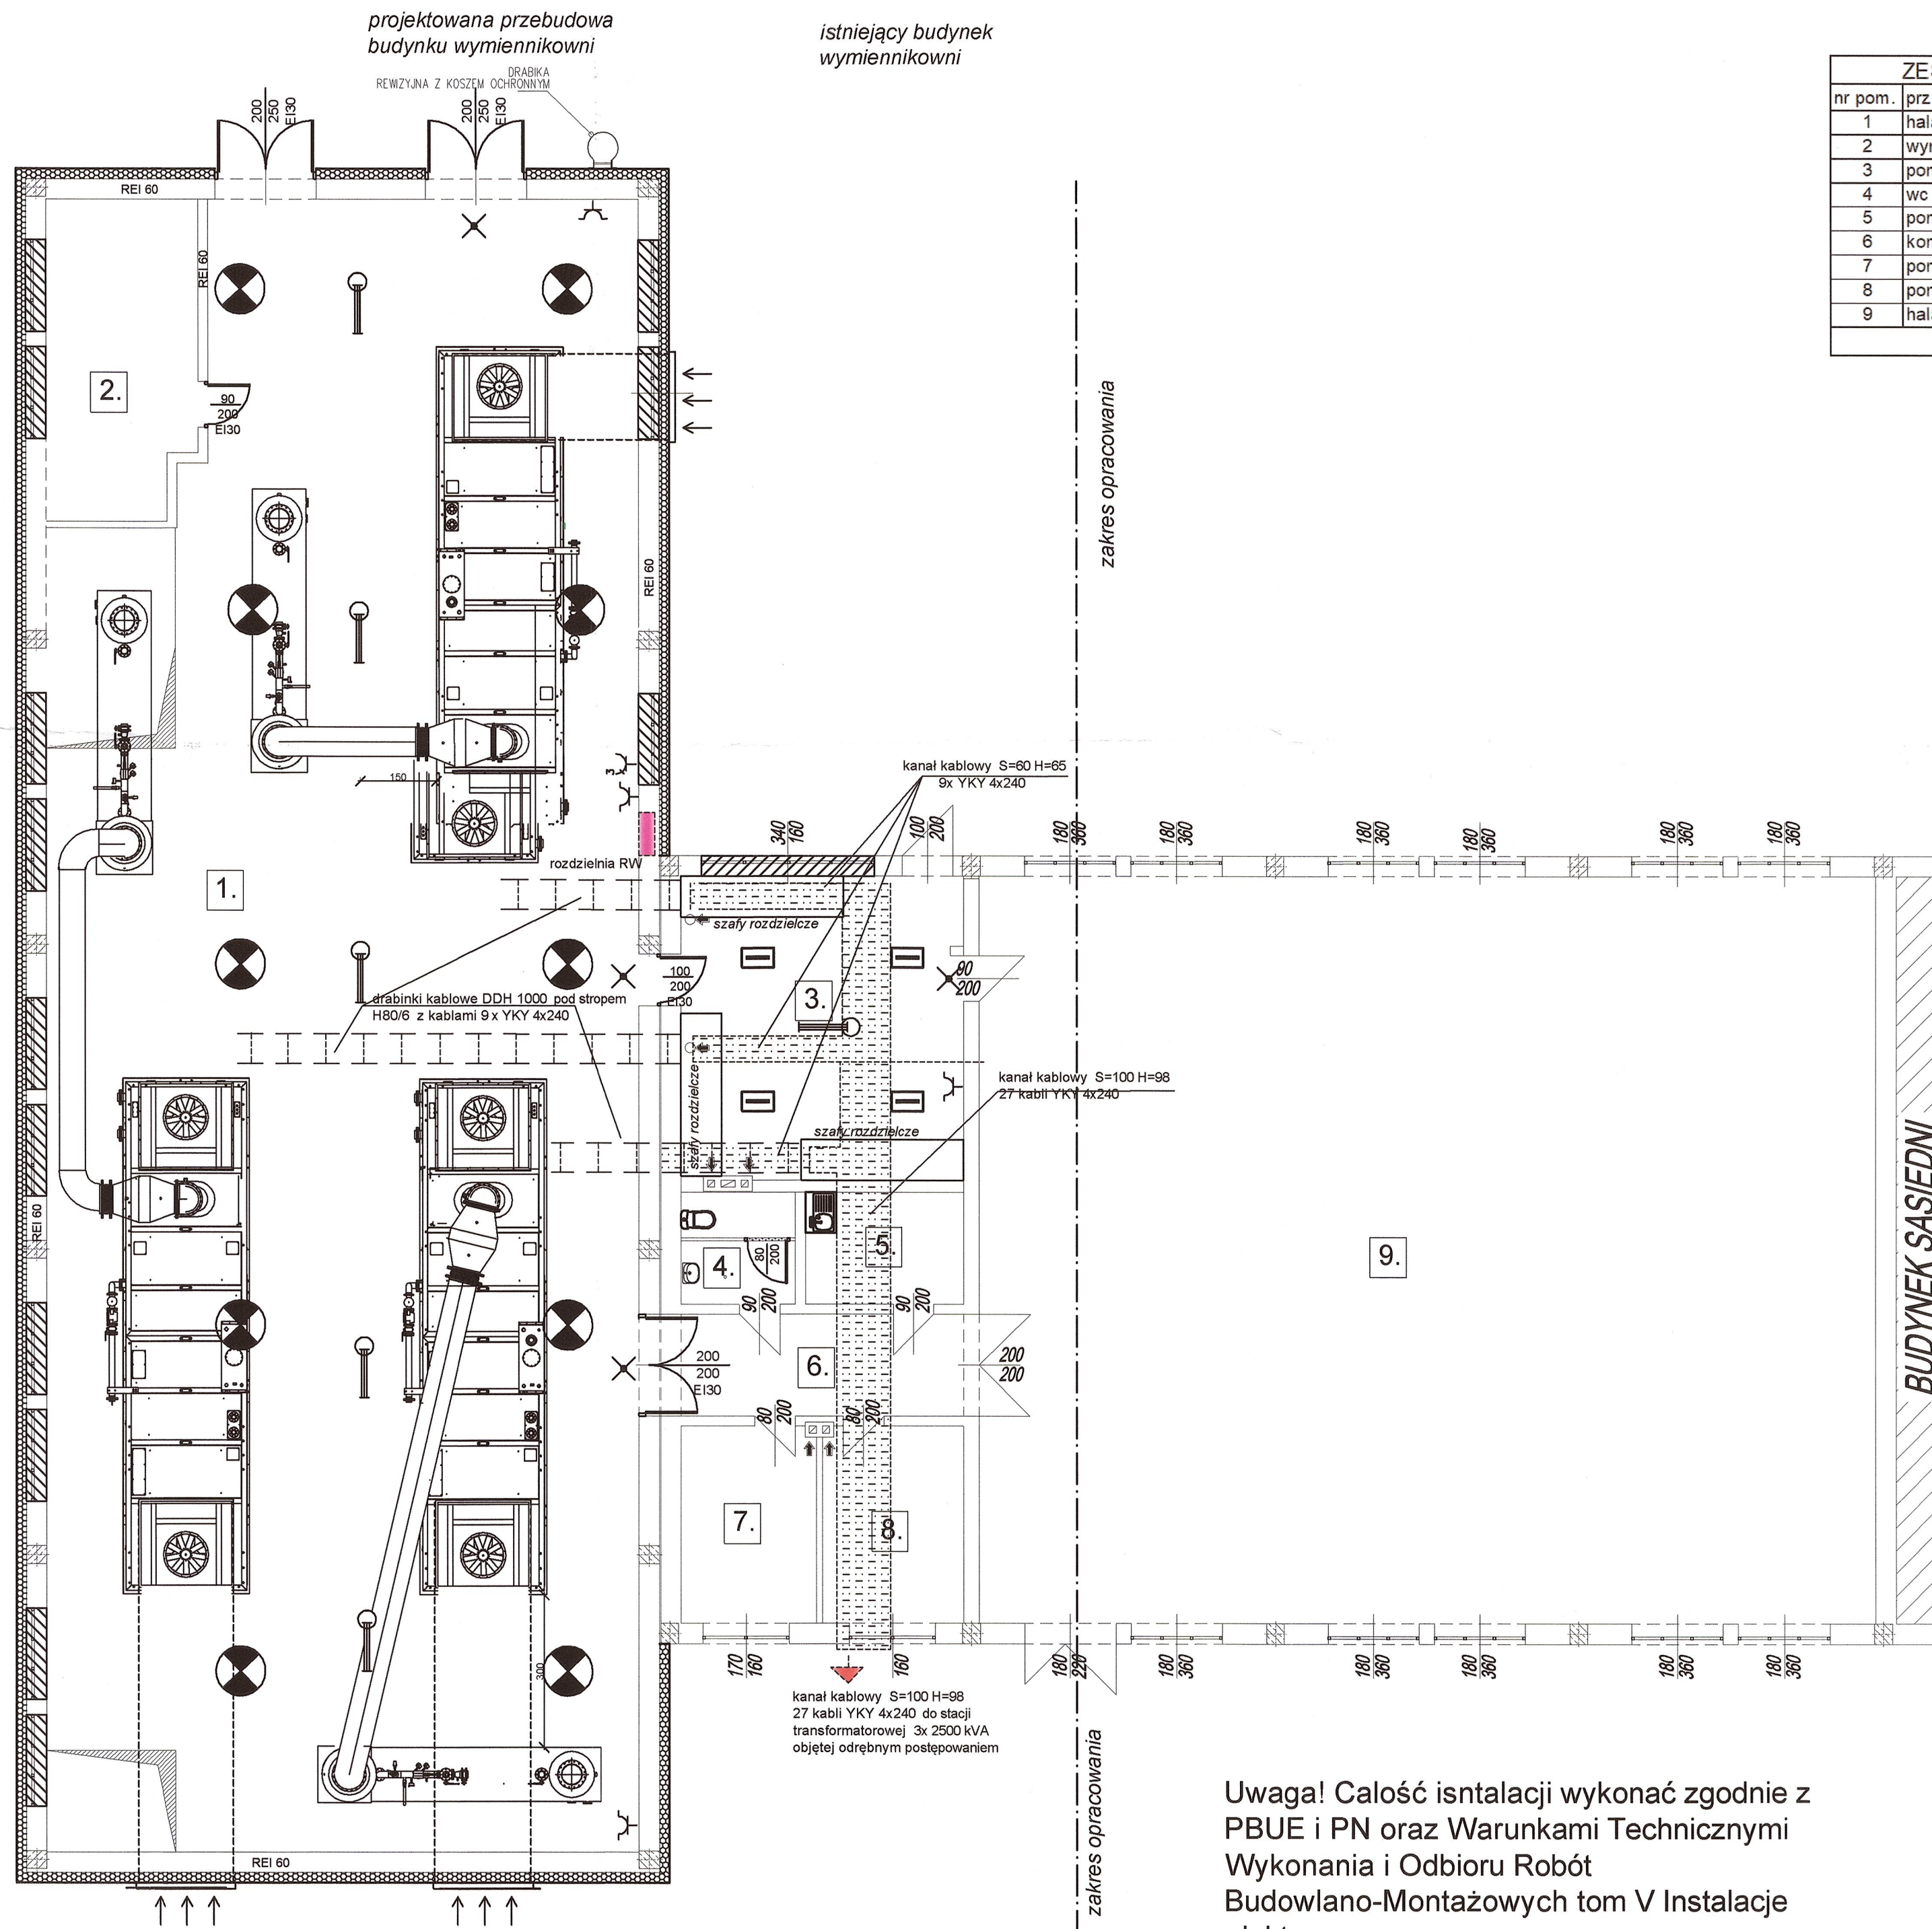 projektowana przebudowa
budynku wymiennikowni
istniejący budynek
wymiennikowni
DRABIKA
REWIZYJNA Z KOSZEM OCHRONNYM
200
250
EI30
200
250
EI30
nr pom.
1
2
3
4 wc
5
6
7
8
9
REI 60
REI 60
2.
90
200
EI30
zakres opracowania
REI 60
150
3
kanał kablowy S=60 H=65
9x YKY 4x240
rozdzielnia RW
340
160
100
200
180
360
180
360
180
360
180
360
180
360
180
360
1.
szafy rozdzielcze
100
200
EI30
90
200
3.
drabinki kablowe DDH 1000 pod stropem
H80/6 z kablami 9 x YKY 4x240
szafy rozdzielcze
kanał kablowy S=100 H=98
27 kabli YKY 4x240
szafy rozdzielcze
BUDYNEK SĄSIEDNI
REI 60
4.
80
200
5.
9.
90
200
90
200
200
200
EI30
6.
200
200
80
200
80
200
7.
8.
300
170
160
160
180
220
180
360
180
360
180
360
180
360
180
360
kanał kablowy S=100 H=98
27 kabli YKY 4x240 do stacji
transformatorowej 3x 2500 kVA
objętej odrębnym postępowaniem
zakres opracowania
REI 60
Uwaga! Calość isntalacji wykonać zgodnie z
PBUE i PN oraz Warunkami Technicznymi
Wykonania i Odbioru Robót
Budowlano-Montażowych tom V Instalacje